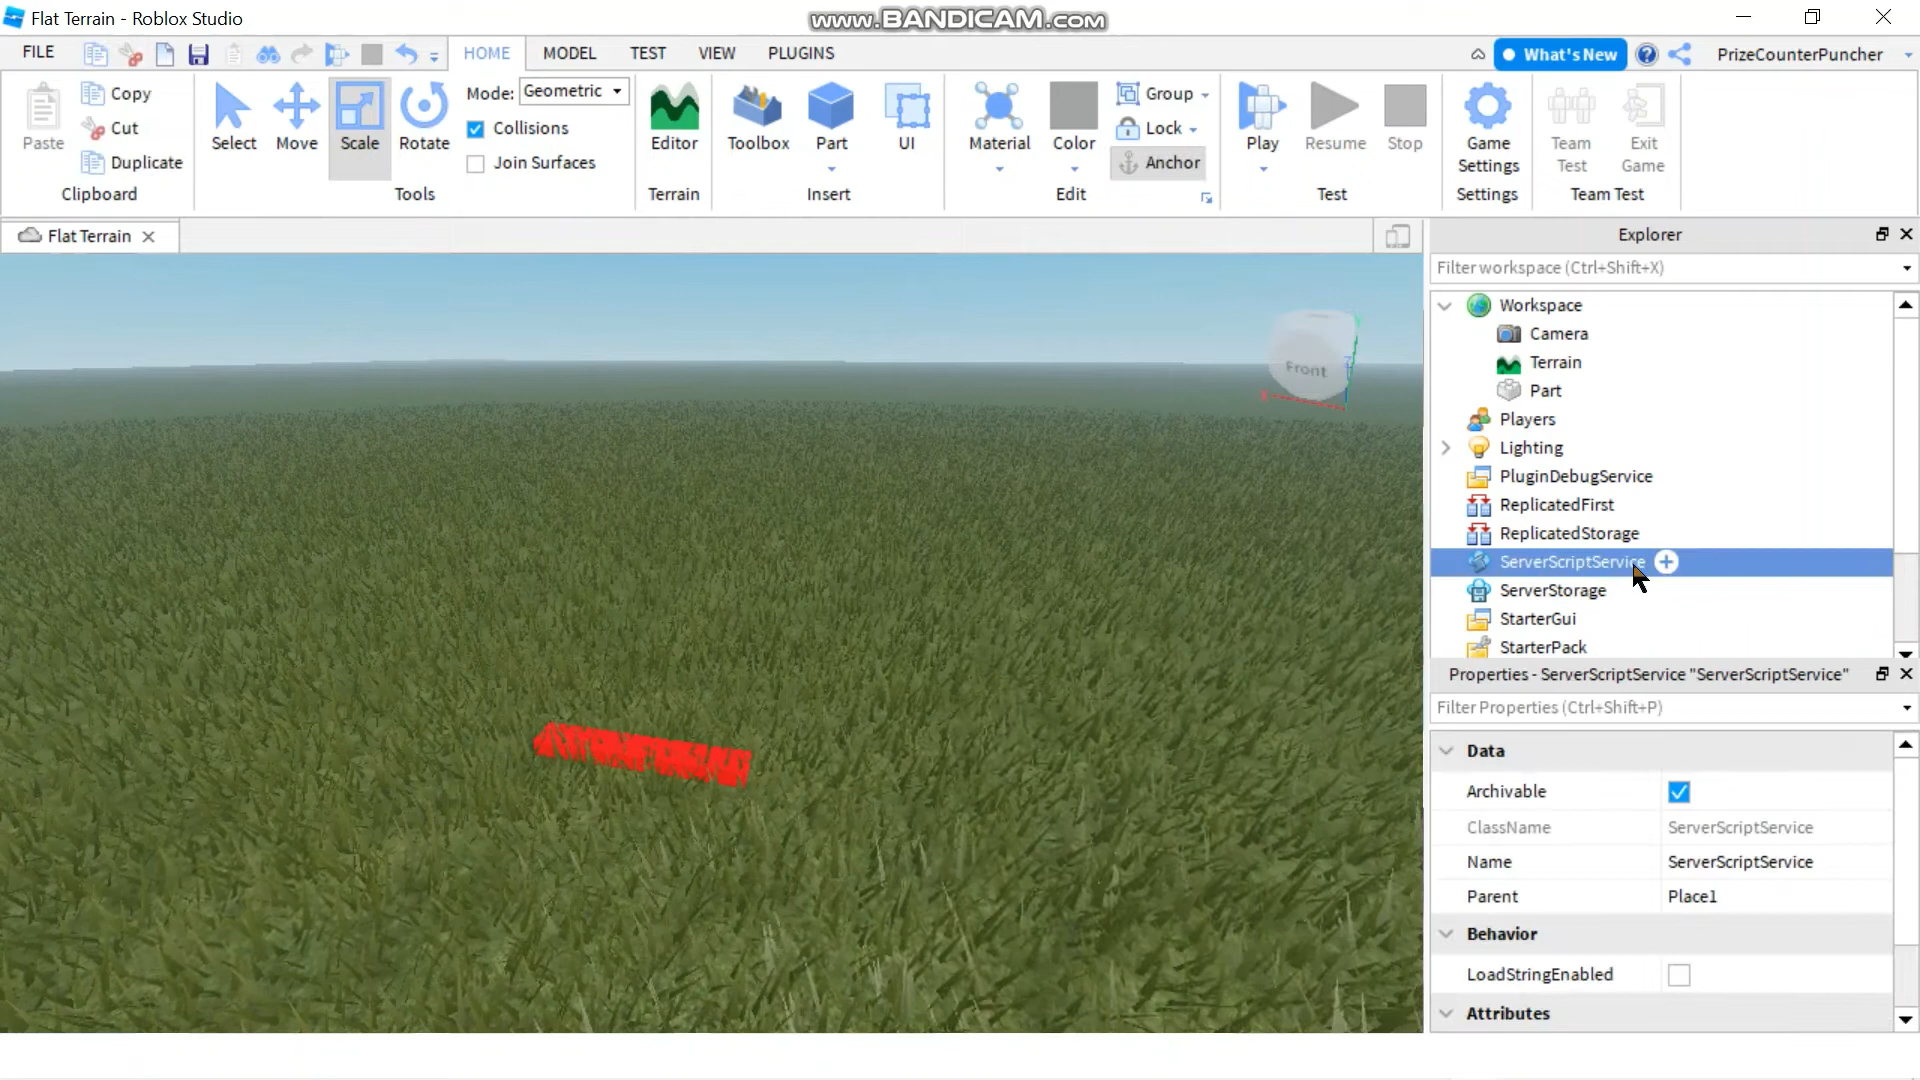 Flat Terrain - Roblox Studio
www.BANDICAM.com
FILE
HOME
MODEL
TEST
VIEW
PLUGINS
What's New
PrizeCounterPuncher
Paste
Copy
Cut
Duplicate
Clipboard
Select
Move
Scale
Rotate
Mode: Geometric
Collisions
Join Surfaces
Tools
Editor
Terrain
Toolbox
Part
UI
Insert
Material
Color
Group
Lock
Anchor
Edit
Play
Resume
Stop
Test
Game
Settings
Settings
Team
Test
Exit
Game
Team Test
Flat Terrain
Front
Explorer
Filter workspace (Ctrl+Shift+X)
Workspace
Camera
Terrain
Part
Players
Lighting
PluginDebugService
ReplicatedFirst
ReplicatedStorage
ServerScriptService
ServerStorage
StarterGui
StarterPack
Properties - ServerScriptService "ServerScriptService"
Filter Properties (Ctrl+Shift+P)
Data
Archivable
ClassName ServerScriptService
Name ServerScriptService
Parent Place1
Behavior
LoadStringEnabled
Attributes